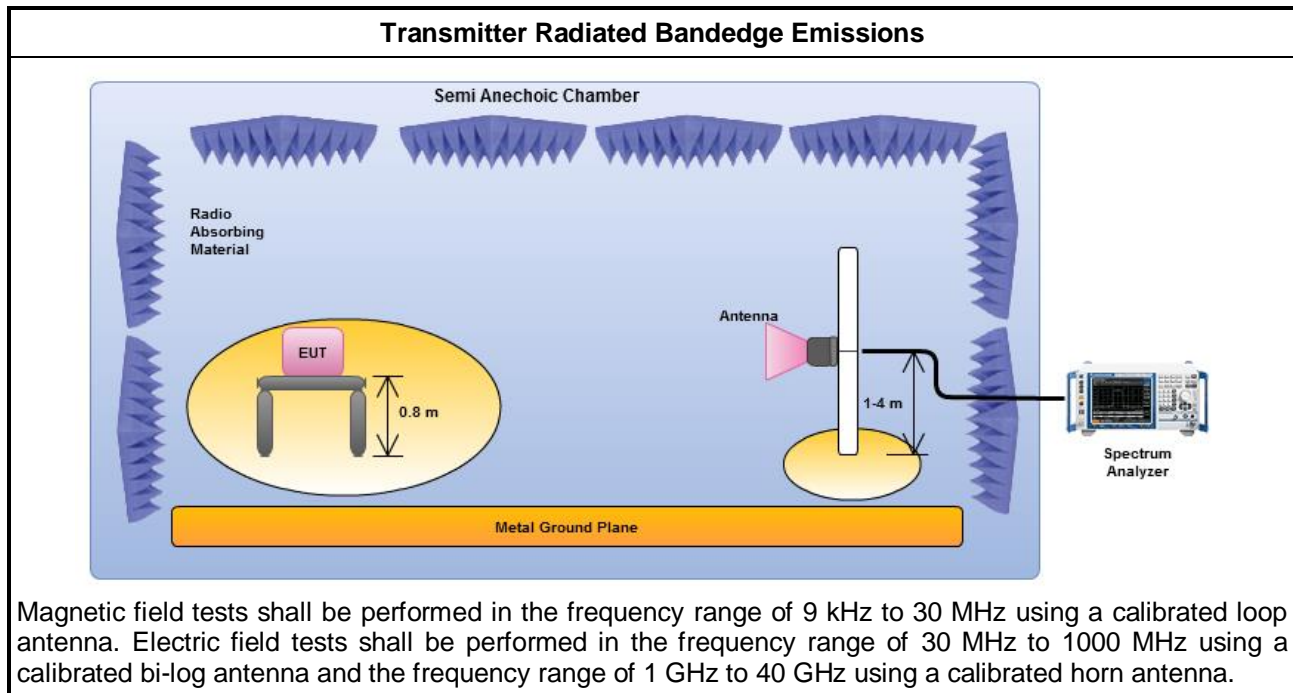 Transmitter Radiated Bandedge Emissions
Semi Anechoic Chamber
Radio
Absorbing
Material
Antenna
EUT
0.8 m
1-4 m
Spectrum
Analyzer
Metal Ground Plane
Magnetic field tests shall be performed in the frequency range of 9 kHz to 30 MHz using a calibrated loop
antenna. Electric field tests shall be performed in the frequency range of 30 MHz to 1000 MHz using a
calibrated bi-log antenna and the frequency range of 1 GHz to 40 GHz using a calibrated horn antenna.